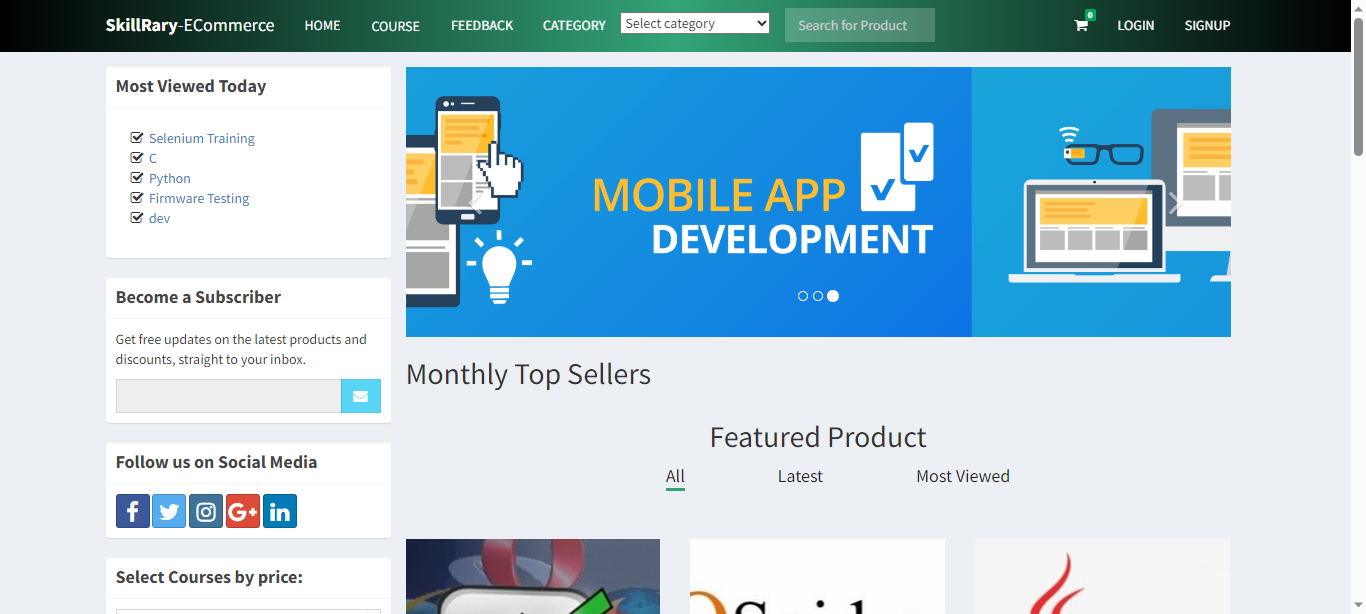 SkillRary-ECommerce HOME COURSE FEEDBACK CATEGORY Select category Search for Product 0 LOGIN SIGNUP
Most Viewed Today
Selenium Training
C
Python
Firmware Testing
dev
Become a Subscriber
Get free updates on the latest products and
discounts, straight to your inbox.
Follow us on Social Media
Select Courses by price:
MOBILE APP
DEVELOPMENT
Monthly Top Sellers
Featured Product
All Latest Most Viewed